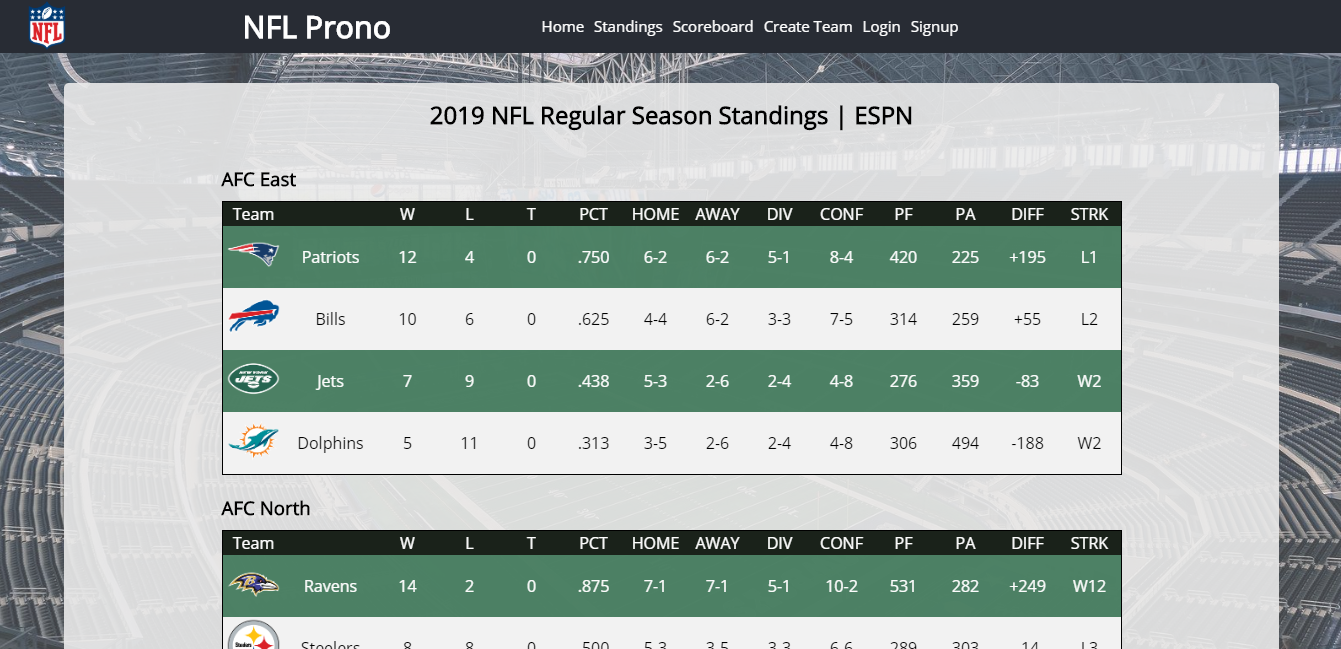 NFL
NFL Prono
Home Standings Scoreboard Create Team Login Signup
2019 NFL Regular Season Standings | ESPN
AFC East
Team W L T PCT HOME AWAY DIV CONF PF PA DIFF STRK
Patriots 12 4 0 .750 6-2 6-2 5-1 8-4 420 225 +195 L1
Bills 10 6 0 .625 4-4 6-2 3-3 7-5 314 259 +55 L2
NEW YORK
JETS
Jets 7 9 0 .438 5-3 2-6 2-4 4-8 276 359 -83 W2
Dolphins 5 11 0 .313 3-5 2-6 2-4 4-8 306 494 -188 W2
AFC North
Team W L T PCT HOME AWAY DIV CONF PF PA DIFF STRK
Ravens 14 2 0 .875 7-1 7-1 5-1 10-2 531 282 +249 W12
Steelers
Steelers 8 8 0 .500 5-3 3-5 3-3 6-6 289 303 -14 L3